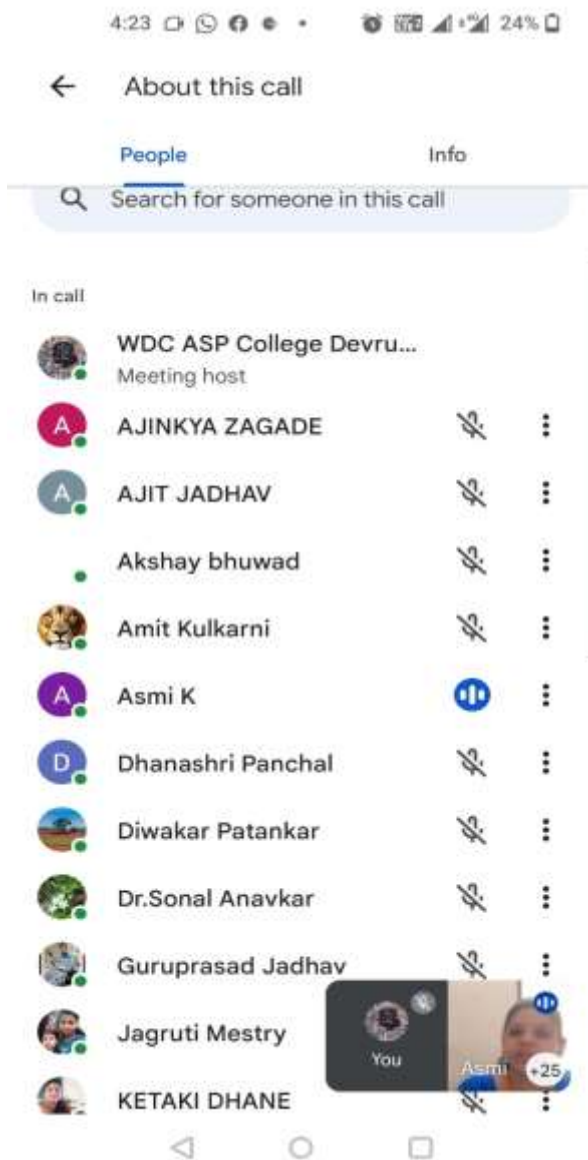 4:23 24%
About this call
People Info
Search for someone in this call
In call
WDC ASP College Devru...
Meeting host
A AJINKYA ZAGADE
A AJIT JADHAV
Akshay bhuwad
Amit Kulkarni
A Asmi K
D Dhanashri Panchal
Diwakar Patankar
Dr.Sonal Anavkar
Guruprasad Jadhav
Jagruti Mestry
You Asmi +25
KETAKI DHANE